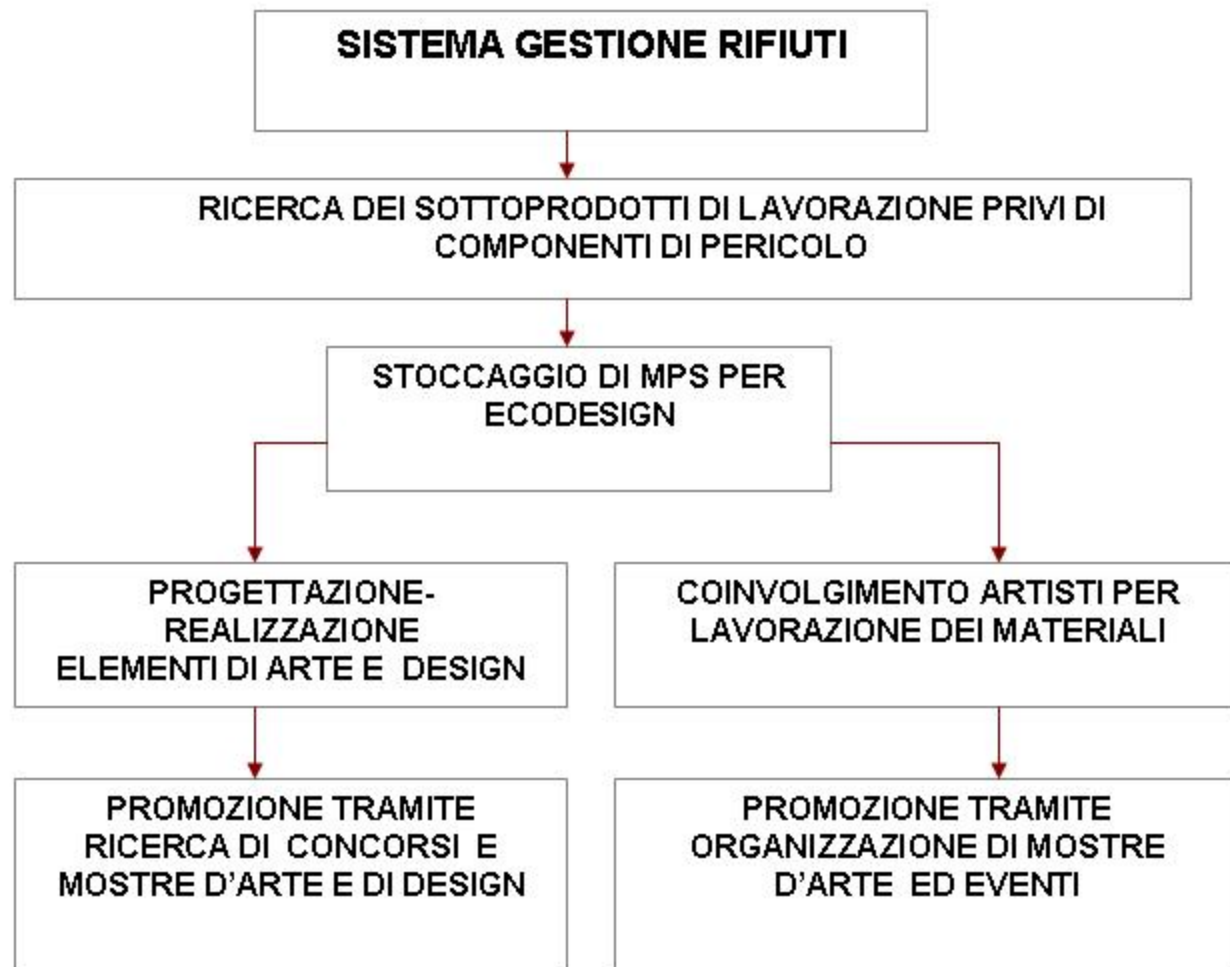 SISTEMA GESTIONE RIFIUTI
RICERCA DEI SOTTOPRODOTTI DI LAVORAZIONE PRIVI DI
COMPONENTI DI PERICOLO
STOCCAGGIO DI MPS PER
ECODESIGN
PROGETTAZIONE-
REALIZZAZIONE
ELEMENTI DI ARTE E DESIGN
COINVOLGIMENTO ARTISTI PER
LAVORAZIONE DEI MATERIALI
PROMOZIONE TRAMITE
RICERCA DI CONCORSI E
MOSTRE D'ARTE E DI DESIGN
PROMOZIONE TRAMITE
ORGANIZZAZIONE DI MOSTRE
D'ARTE ED EVENTI